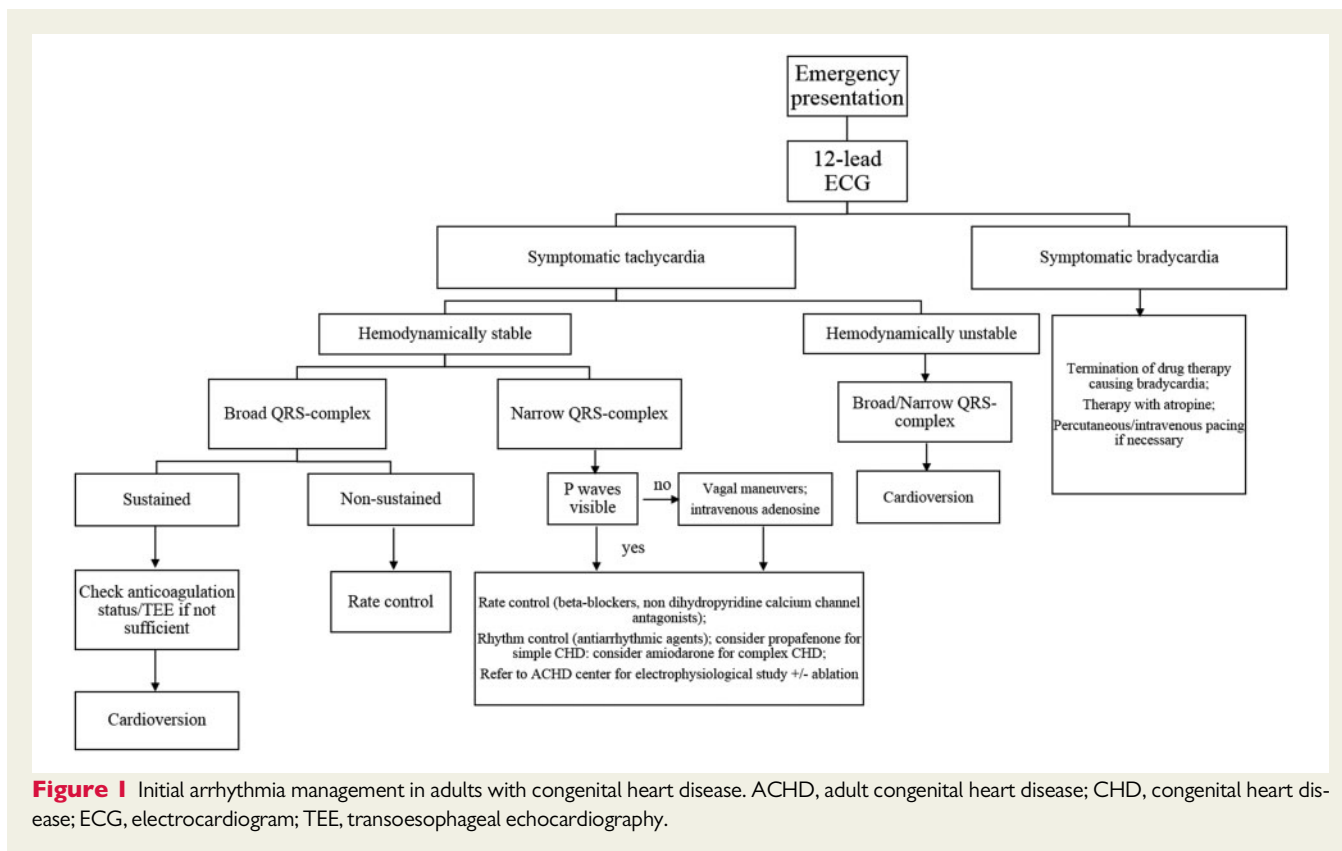 Emergency
presentation
12-lead
ECG
Symptomatic tachycardia
Symptomatic bradycardia
Hemodynamically stable
Hemodynamically unstable
Broad QRS-complex
Narrow QRS-complex
Broad/Narrow QRS-
complex
Termination of drug therapy
causing bradycardia;
Therapy with atropine;
Percutaneous/intravenous pacing
if necessary
Sustained
Non-sustained
P waves
visible
no
Vagal maneuvers;
intravenous adenosine
Cardioversion
yes
Check anticoagulation
status/TEE if not
sufficient
Rate control
Rate control (beta-blockers, non dihydropyridine calcium channel
antagonists);
Rhythm control (antiarrhythmic agents); consider propafenone for
simple CHD: consider amiodarone for complex CHD;
Refer to ACHD center for electrophysiological study +/- ablation
Cardioversion
Figure 1 Initial arrhythmia management in adults with congenital heart disease. ACHD, adult congenital heart disease; CHD, congenital heart dis-
ease; ECG, electrocardiogram; TEE, transoesophageal echocardiography.